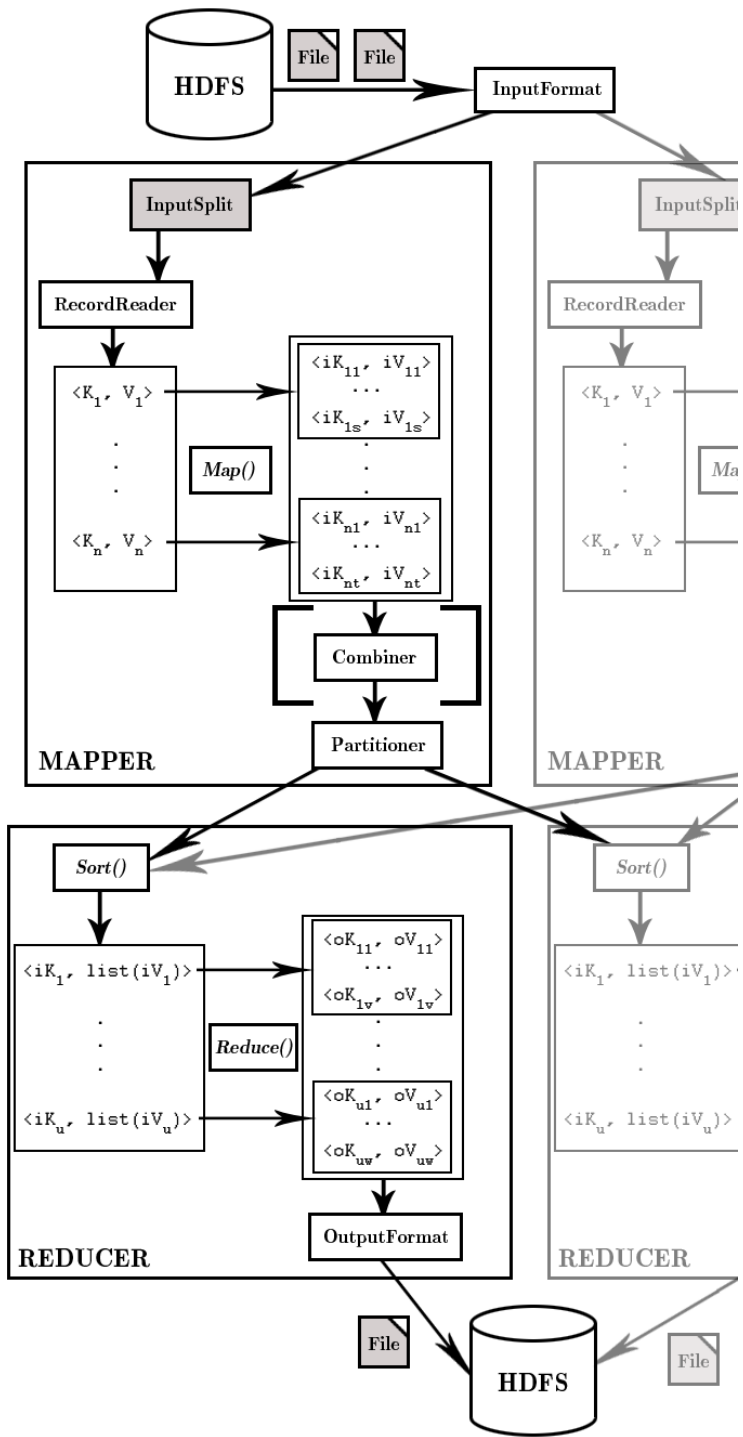 File File
HDFS
InputFormat
InputSplit
RecordReader
<K1, V1>
.
.
.
<Kn, Vn>
Map()
<iK11, iV11>
...
<iK1s, iV1s>
.
.
.
<iKn1, iVn1>
...
<iKnt, iVnt>
Combiner
Partitioner
MAPPER
InputSplit
RecordReader
<K1, V1>
.
.
.
<Kn, Vn>
Ma
MAPPER
Sort()
<iK1, list(iV1)>
.
.
.
<iKu, list(iVu)>
Reduce()
<oK11, oV11>
...
<oK1v, oV1v>
.
.
.
<oKu1, oVu1>
...
<oKuw, oVuw>
OutputFormat
REDUCER
Sort()
<iK1, list(iV1)>
.
.
.
<iKu, list(iVu)>
REDUCER
File
HDFS
File